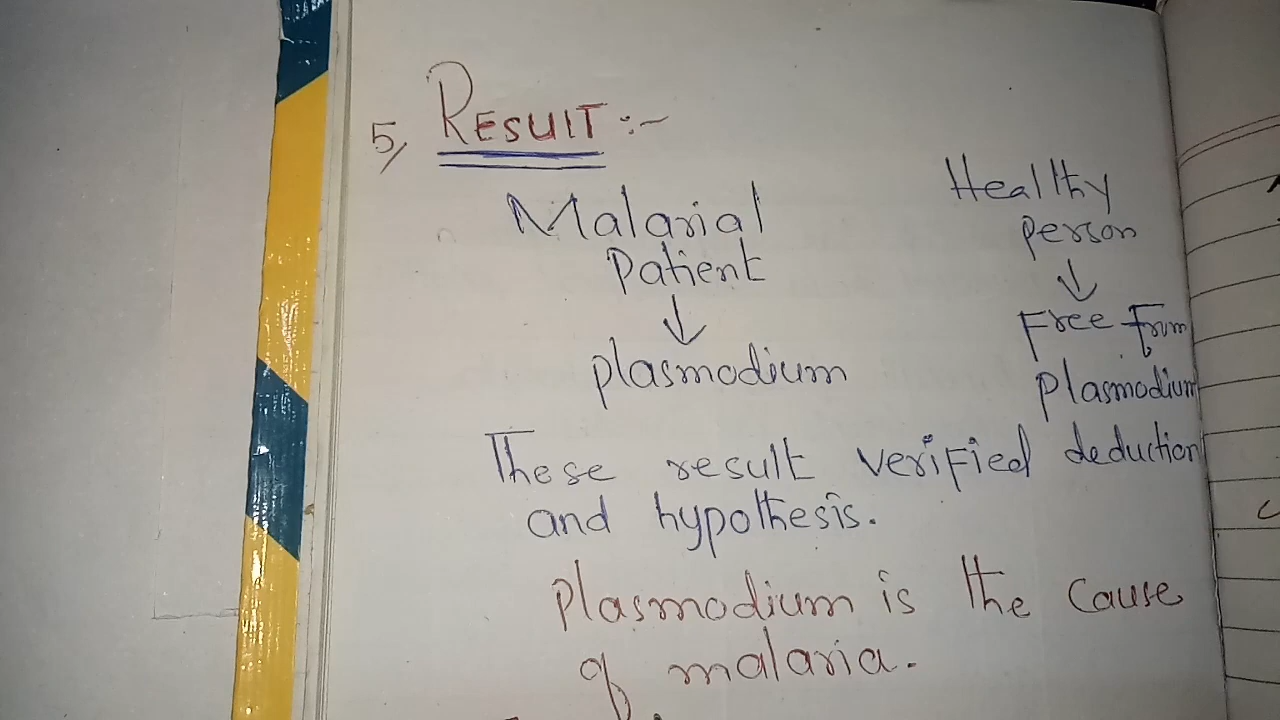 5, RESULT :-
Malarial Healthy
Patient person
↓ ↓
plasmodium Free from
plasmodium
These result verified deduction
and hypothesis.
plasmodium is the cause
of malaria.